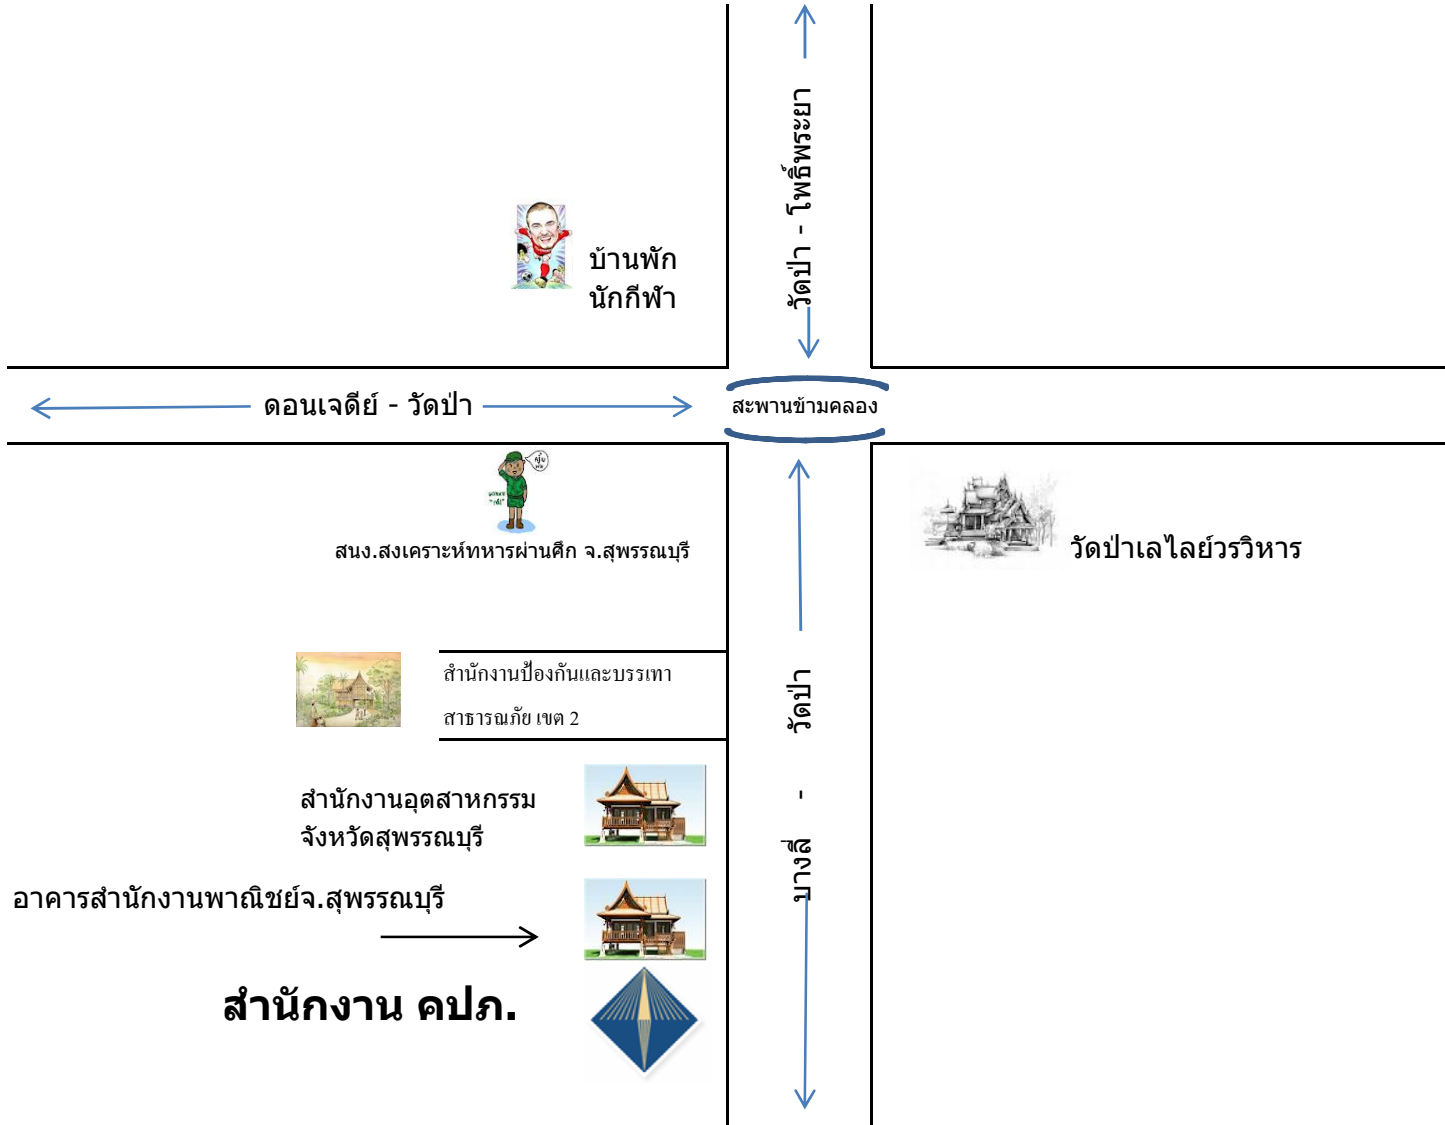 วัดป่า - โพธิ์พระยา
บ้านพัก
นักกีฬา
ดอนเจดีย์ - วัดป่า
สะพานข้ามคลอง
สนง.สงเคราะห์ทหารผ่านศึก จ.สุพรรณบุรี
วัดป่าเลไลย์วรวิหาร
สำนักงานป้องกันและบรรเทา
สาธารณภัย เขต 2
บางลี่ - วัดป่า
สำนักงานอุตสาหกรรม
จังหวัดสุพรรณบุรี
อาคารสำนักงานพาณิชย์จ.สุพรรณบุรี
สำนักงาน คปภ.